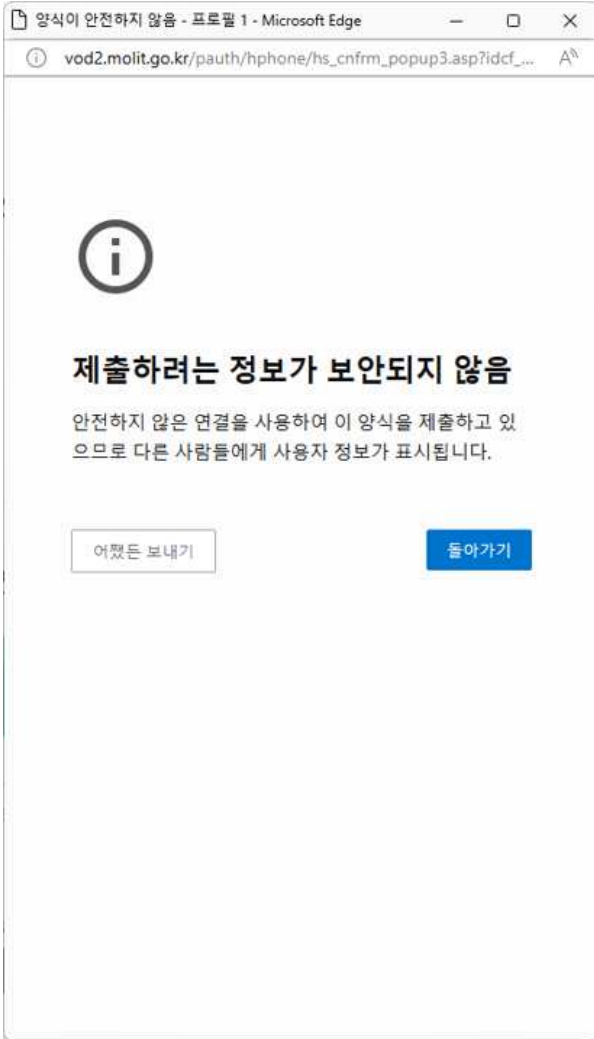 양식이 안전하지 않음 - 프로필 1 - Microsoft Edge
vod2.molit.go.kr/pauth/hphone/hs_cnfrm_popup3.asp?idcf_...
제출하려는 정보가 보안되지 않음
안전하지 않은 연결을 사용하여 이 양식을 제출하고 있
으므로 다른 사람들에게 사용자 정보가 표시됩니다.
어쨌든 보내기
돌아가기